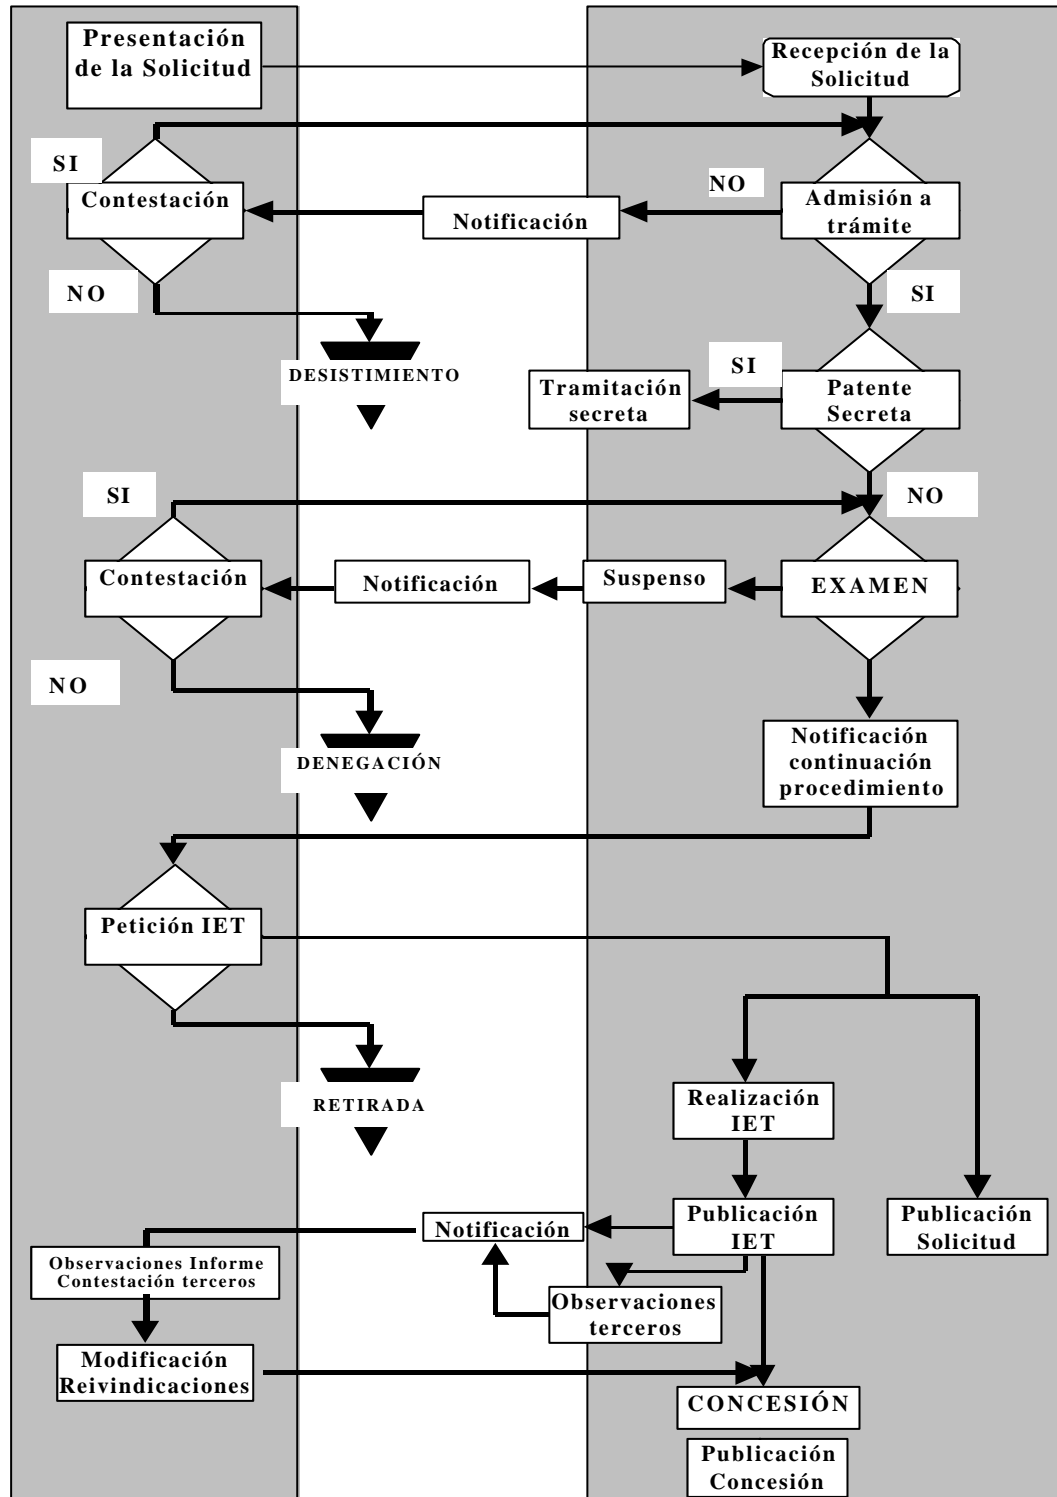 Presentación
de la Solicitud
Recepción de la
Solicitud
SI
Contestación
NO
Notificación
NO
Admisión a
trámite
SI
DESISTIMIENTO
Tramitación
secreta
SI
Patente
Secreta
NO
SI
Contestación
NO
Notificación
Suspenso
EXAMEN
DENEGACIÓN
Notificación
continuación
procedimiento
Petición IET
RETIRADA
Realización
IET
Publicación
IET
Publicación
Solicitud
Notificación
Observaciones Informe
Contestación terceros
Observaciones
terceros
Modificación
Reivindicaciones
CONCESIÓN
Publicación
Concesión